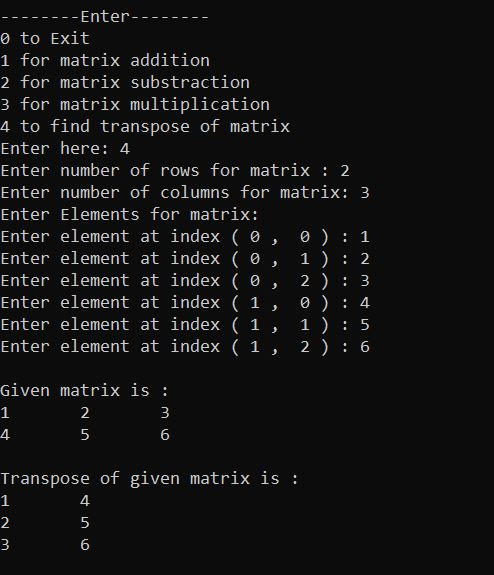 --------Enter--------
0 to Exit
1 for matrix addition
2 for matrix substraction
3 for matrix multiplication
4 to find transpose of matrix
Enter here: 4
Enter number of rows for matrix : 2
Enter number of columns for matrix: 3
Enter Elements for matrix:
Enter element at index ( 0 ,  0 ) : 1
Enter element at index ( 0 ,  1 ) : 2
Enter element at index ( 0 ,  2 ) : 3
Enter element at index ( 1 ,  0 ) : 4
Enter element at index ( 1 ,  1 ) : 5
Enter element at index ( 1 ,  2 ) : 6
Given matrix is :
1       2       3
4       5       6
Transpose of given matrix is :
1       4
2       5
3       6